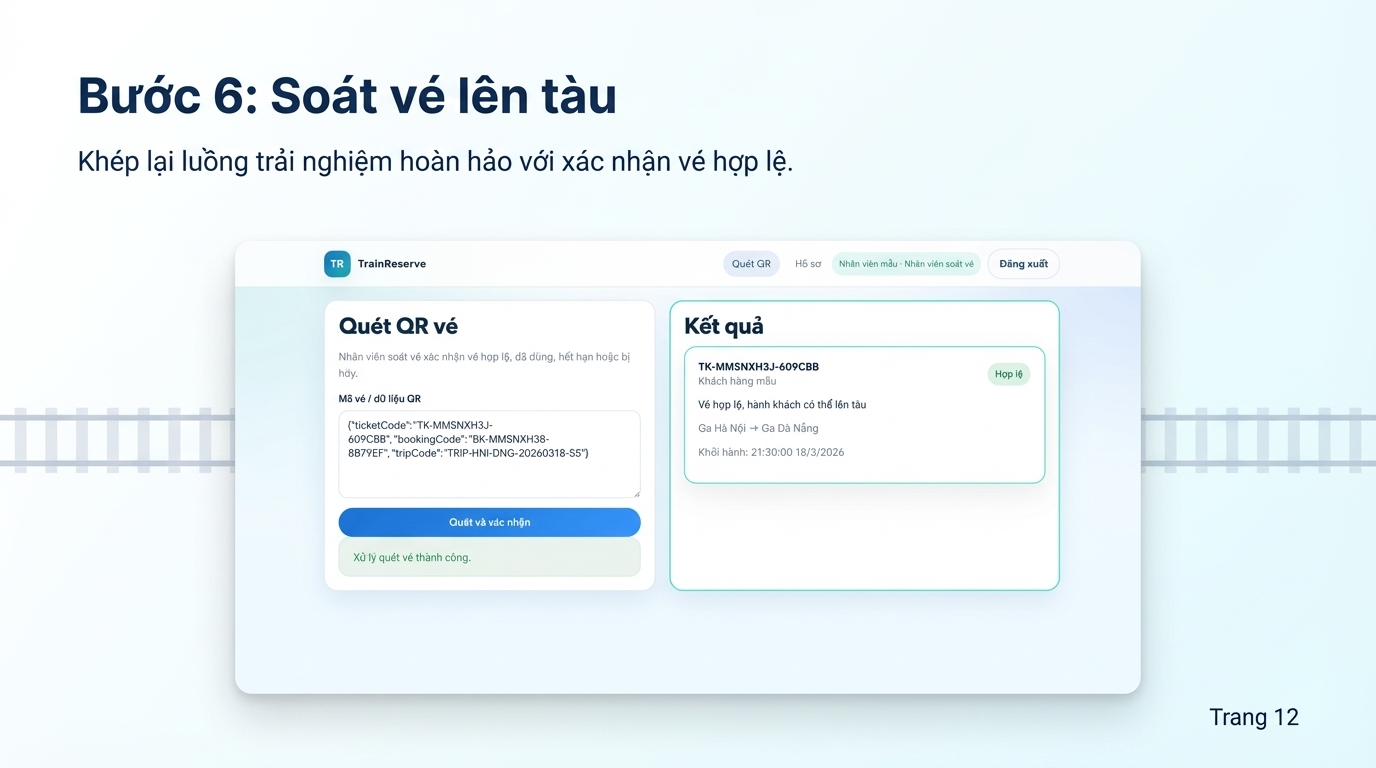 Bước 6: Soát vé lên tàu
Khép lại luồng trải nghiệm hoàn hảo với xác nhận vé hợp lệ.
TR TrainReserve
Quét GR
Hồ sơ
Nhân viên mẫu · Nhân viên soát vé
Đăng xuất
Quét QR vé
Nhân viên soát vé xác nhận vé hợp lệ, dã dùng, hết hạn hoặc bị
hủy.
Mã vé / dữ liệu QR
{"ticketCode":"TK-MMSNXH3J-
609CBB", "bookingCode":"BK-MMSNXH38-
8B79EF", "tripCode":"TRIP-HNI-DNG-20260318-S5"}
Quét và xác nhận
Xử lý quét vé thành công.
Kết quả
TK-MMSNXH3J-609CBB
Khách hàng mẫu
Hợp lệ
Vé hợp lệ, hành khách có thể lên tàu
Ga Hà Nội → Ga Dà Nẵng
Khởi hành: 21:30:00 18/3/2026
Trang 12